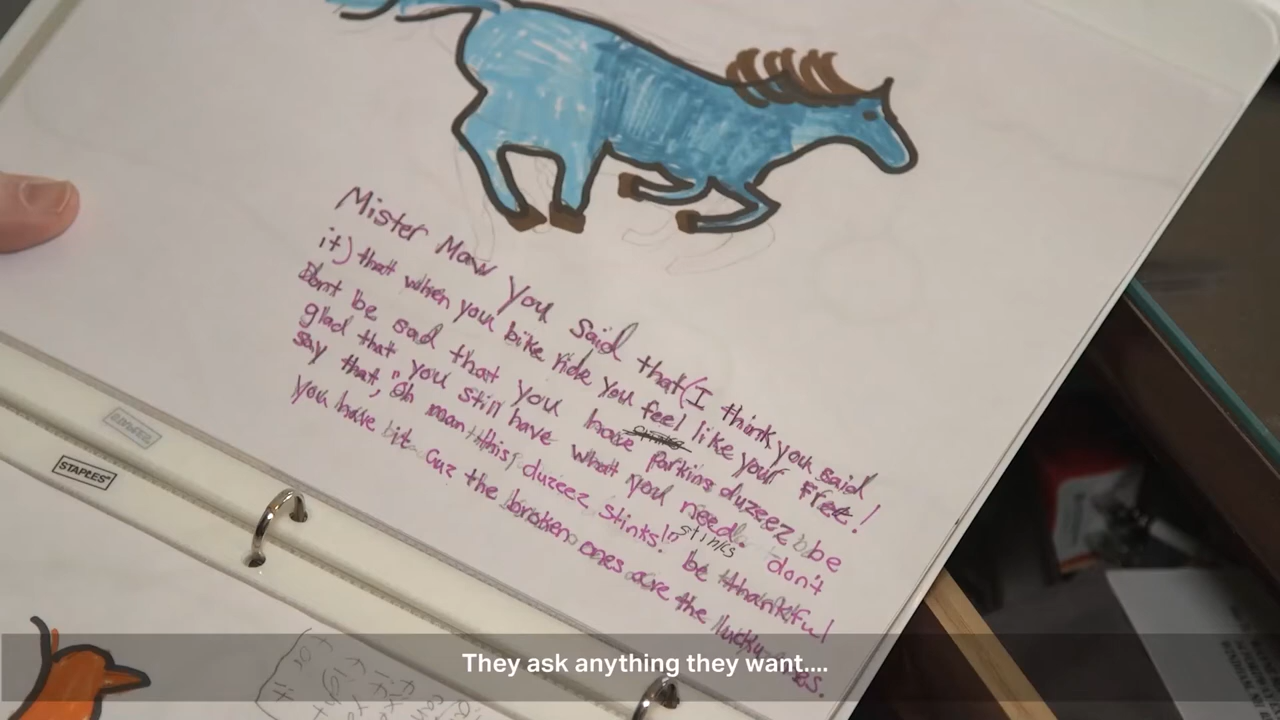 Mister Mow You said that (I think you said
it) that when you bike ride you feel like your free!
Dont be sad that you have parkins duzeez be
glad that you still have what you need. don't
say that, "Oh man this duzeez stinks!" be thankful
stinks
you have it Cuz the broken ones are the lucky ones.
STAPLES
They ask anything they want....